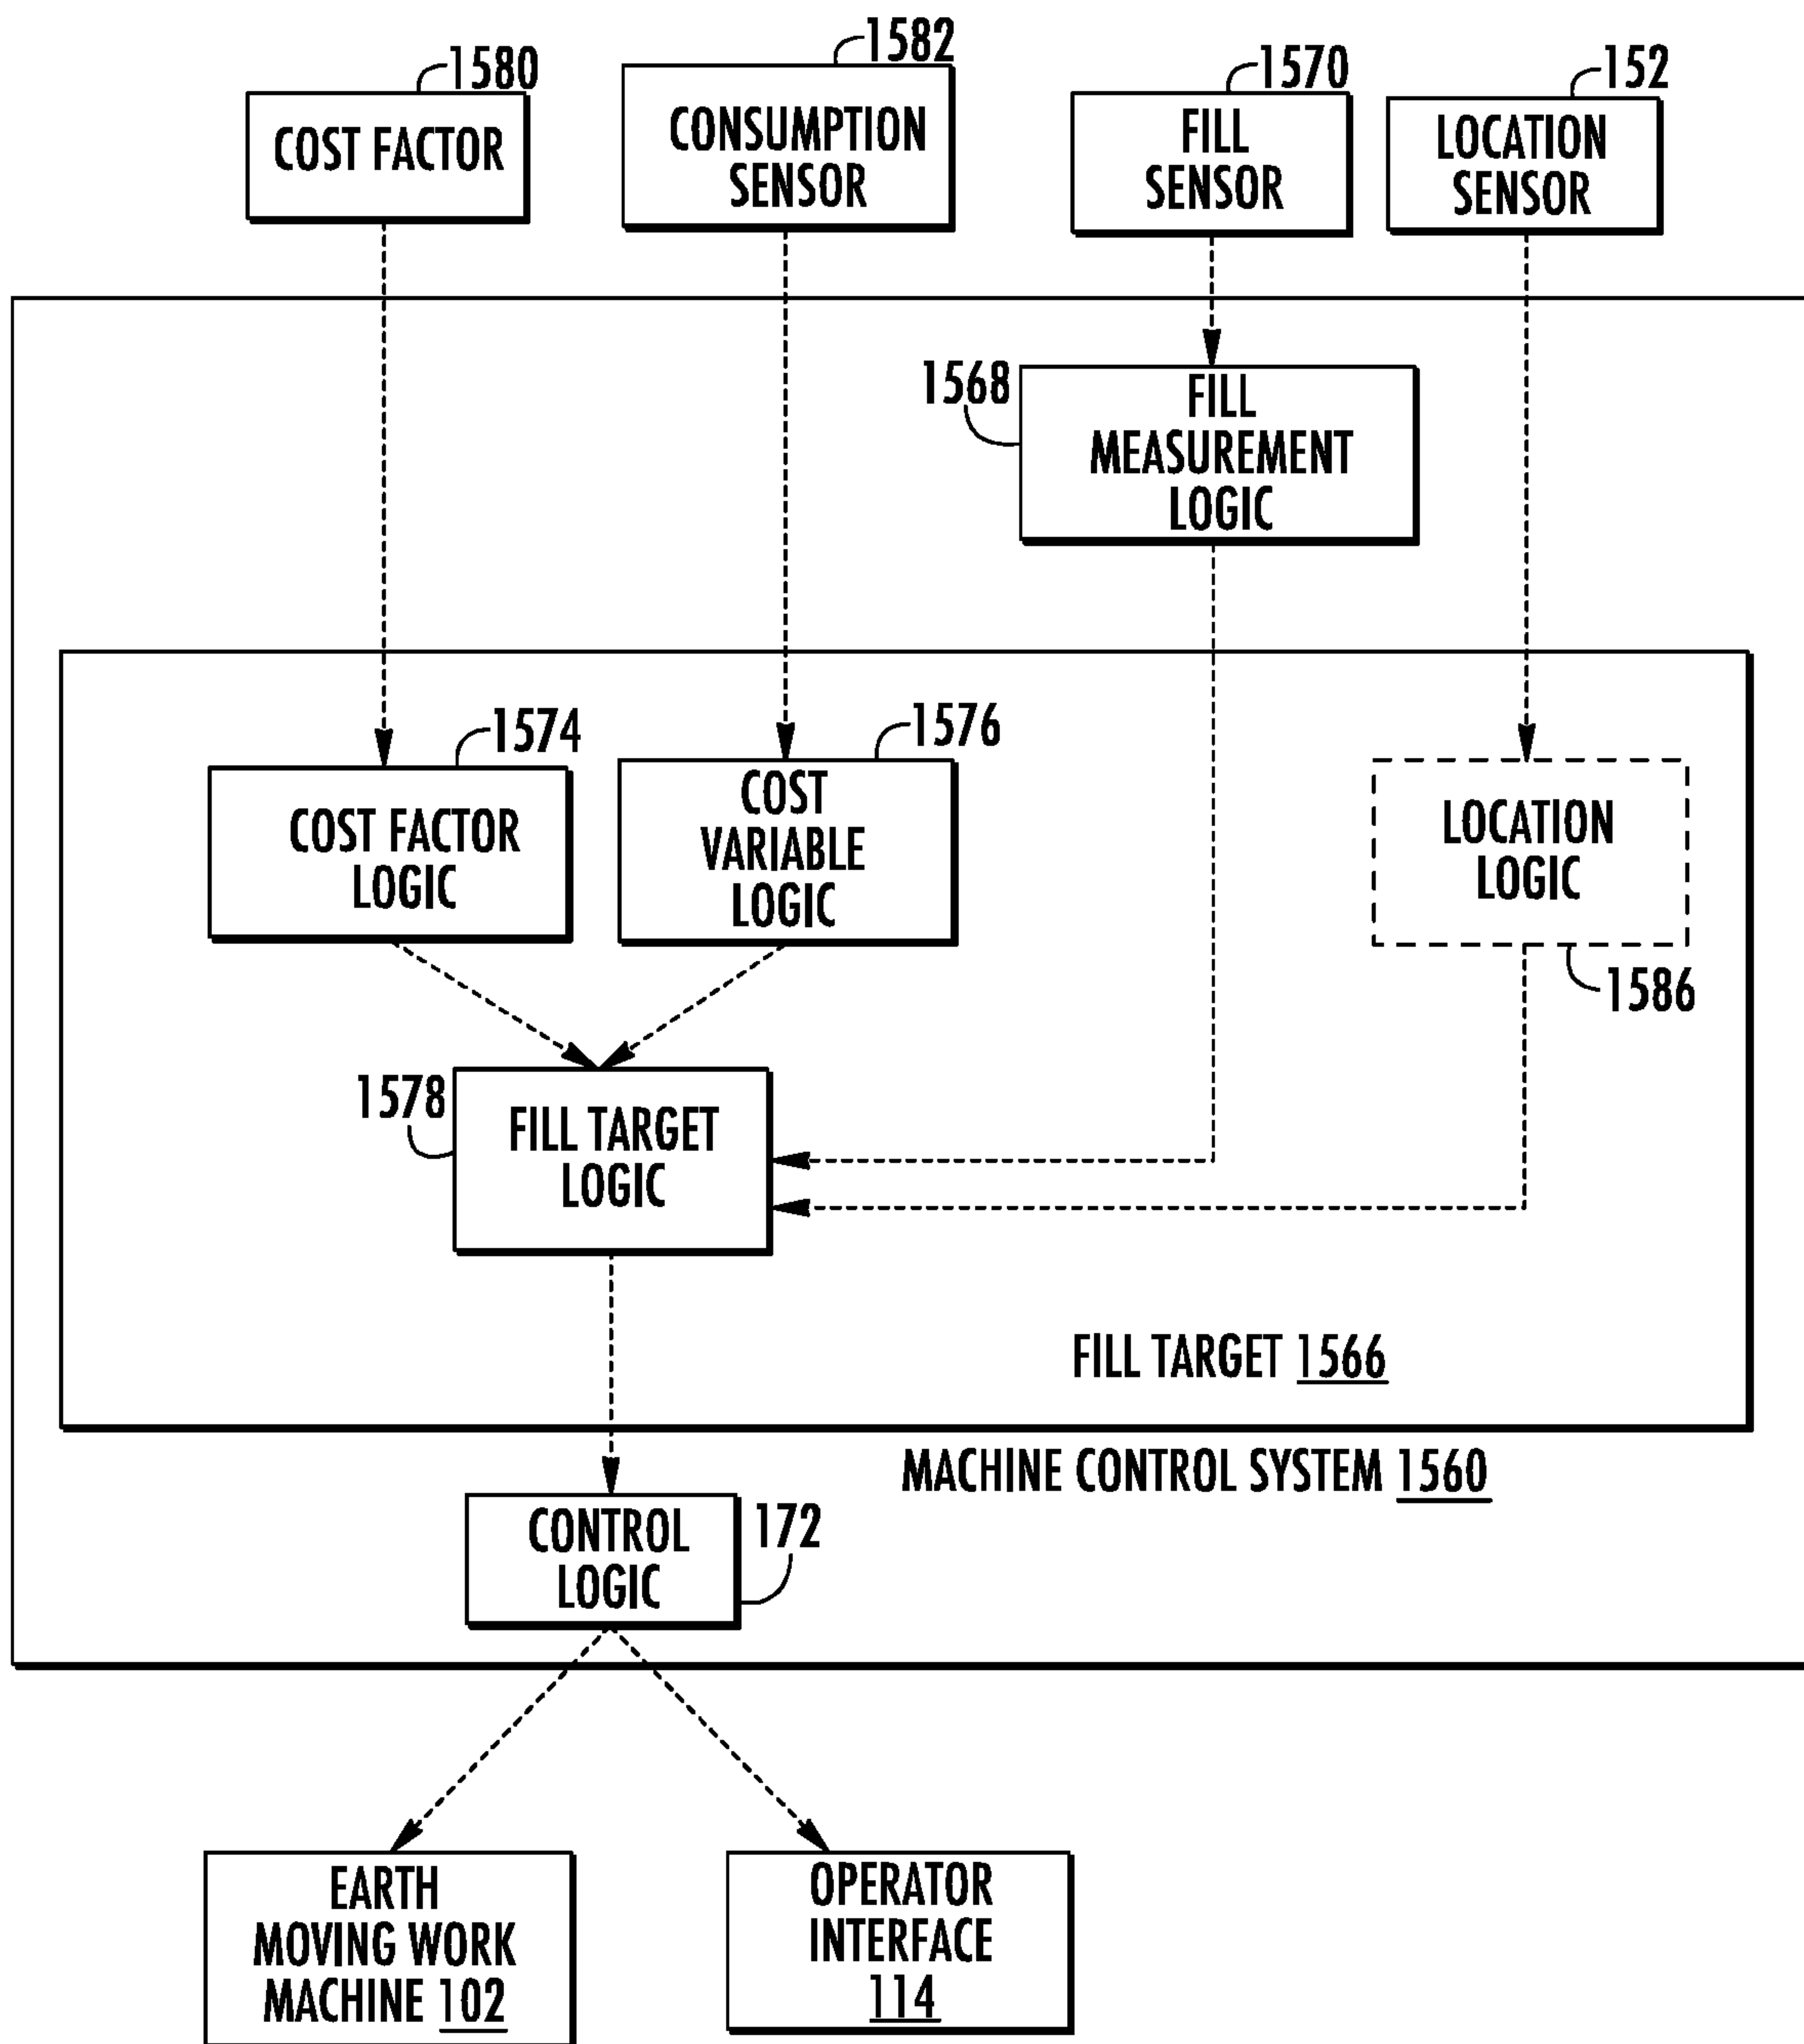 1580
COST FACTOR
1582
CONSUMPTION
SENSOR
1570
FILL
SENSOR
152
LOCATION
SENSOR
1568
FILL
MEASUREMENT
LOGIC
1574
COST FACTOR
LOGIC
1576
COST
VARIABLE
LOGIC
LOCATION
LOGIC
1586
1578
FILL TARGET
LOGIC
FILL TARGET 1566
MACHINE CONTROL SYSTEM 1560
CONTROL
LOGIC
172
EARTH
MOVING WORK
MACHINE 102
OPERATOR
INTERFACE
114